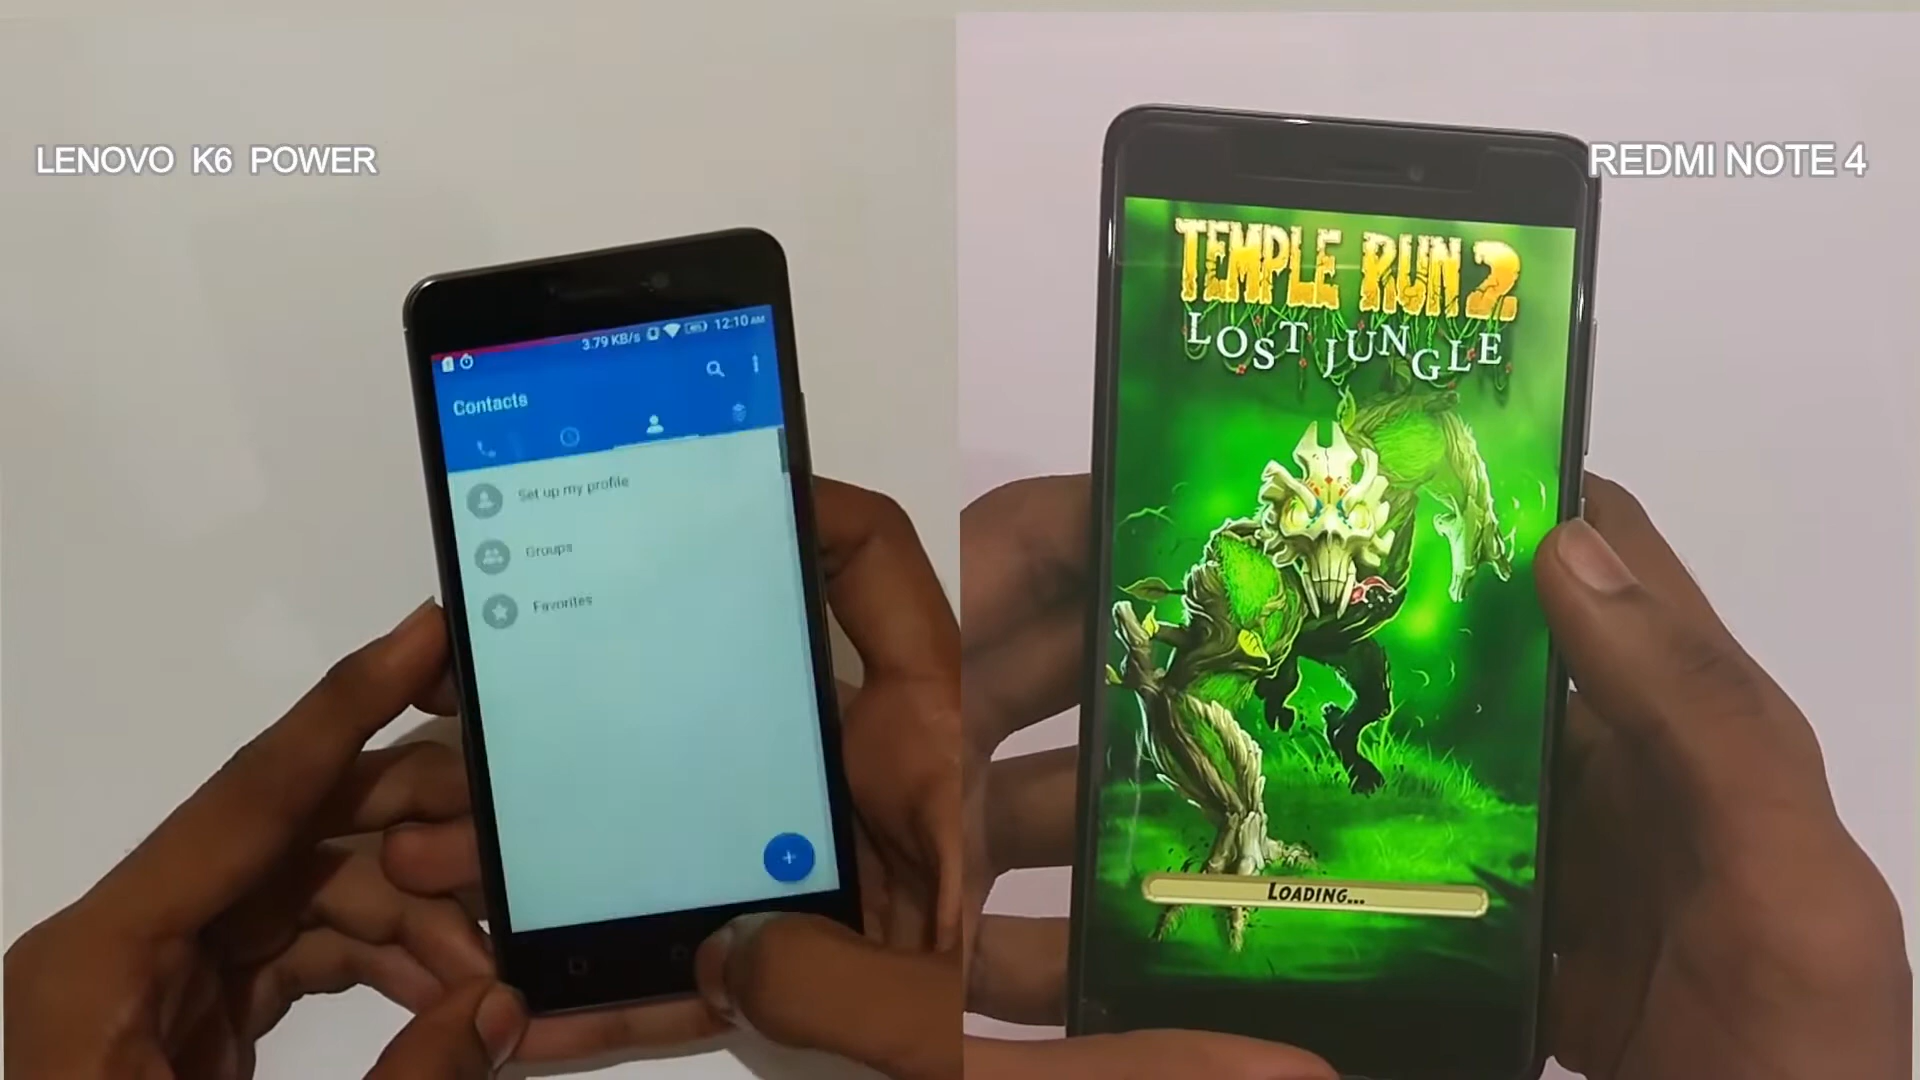 LENOVO K6 POWER
REDMI NOTE 4
3.79 KB/s 12:10 AM
Contacts
Set up my profile
Groups
Favorites
+
TEMPLE RUN 2
LOST JUNGLE
LOADING...